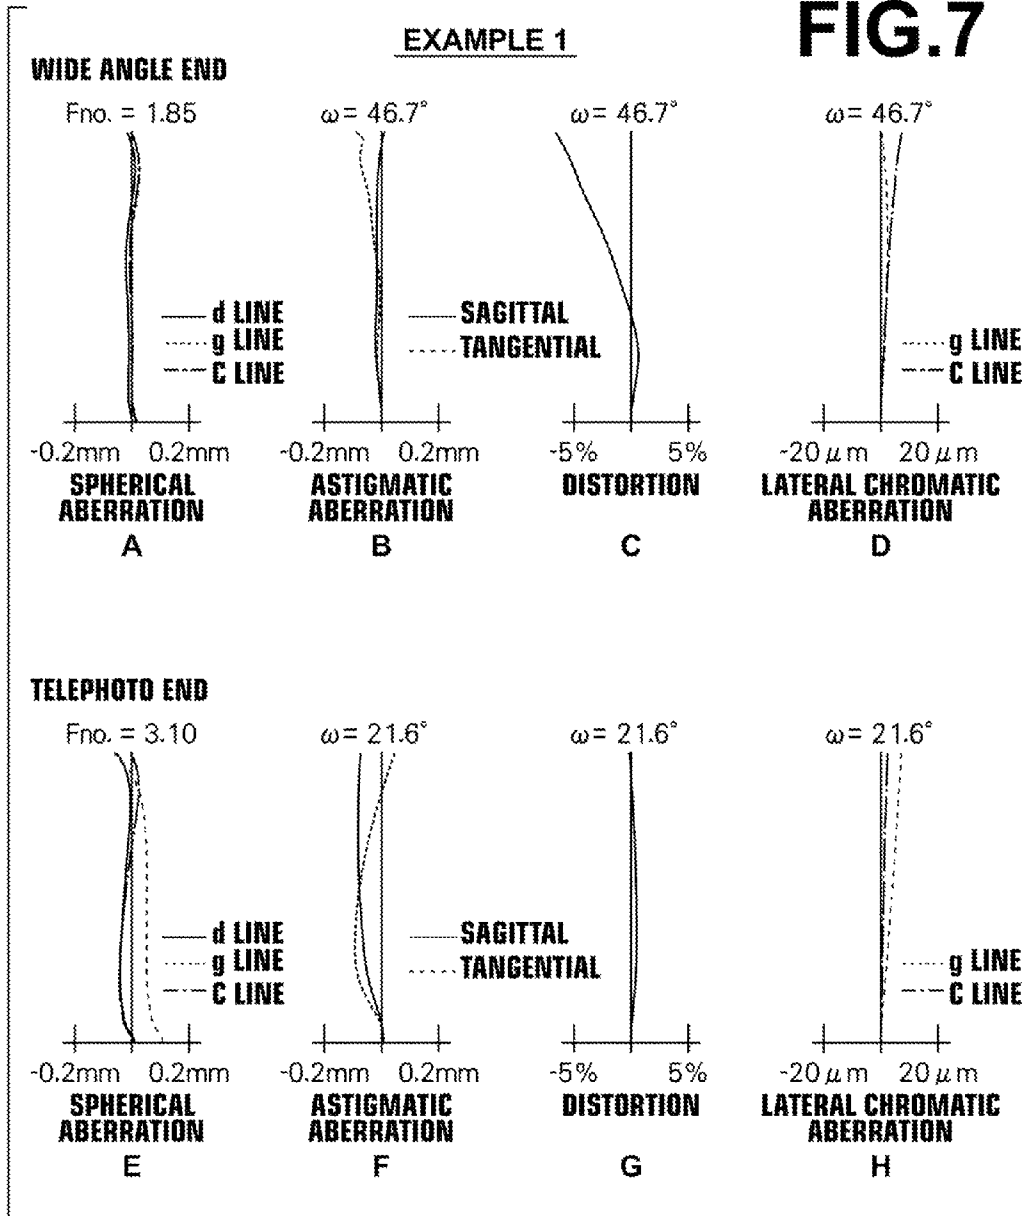 FIG.7
EXAMPLE 1
WIDE ANGLE END
Fno. = 1.85
d LINE
g LINE
C LINE
-0.2mm 0.2mm
SPHERICAL
ABERRATION
A
ω= 46.7°
SAGITTAL
TANGENTIAL
-0.2mm 0.2mm
ASTIGMATIC
ABERRATION
B
ω= 46.7°
-5% 5%
DISTORTION
C
ω= 46.7°
g LINE
C LINE
-20μm 20μm
LATERAL CHROMATIC
ABERRATION
D
TELEPHOTO END
Fno. = 3.10
d LINE
g LINE
C LINE
-0.2mm 0.2mm
SPHERICAL
ABERRATION
E
ω= 21.6°
SAGITTAL
TANGENTIAL
-0.2mm 0.2mm
ASTIGMATIC
ABERRATION
F
ω= 21.6°
-5% 5%
DISTORTION
G
ω= 21.6°
g LINE
C LINE
-20μm 20μm
LATERAL CHROMATIC
ABERRATION
H